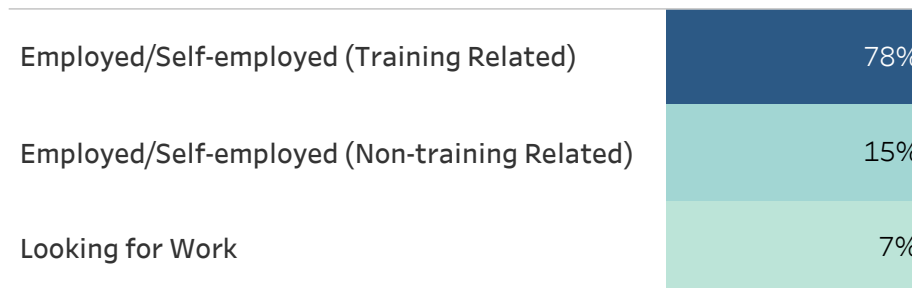 Employed/Self-employed (Training Related) 78%
Employed/Self-employed (Non-training Related) 15%
Looking for Work 7%